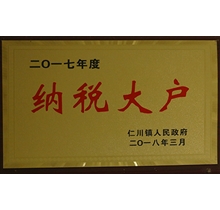 二〇一七年度
纳税大户
仁川镇人民政府
二〇一八年三月